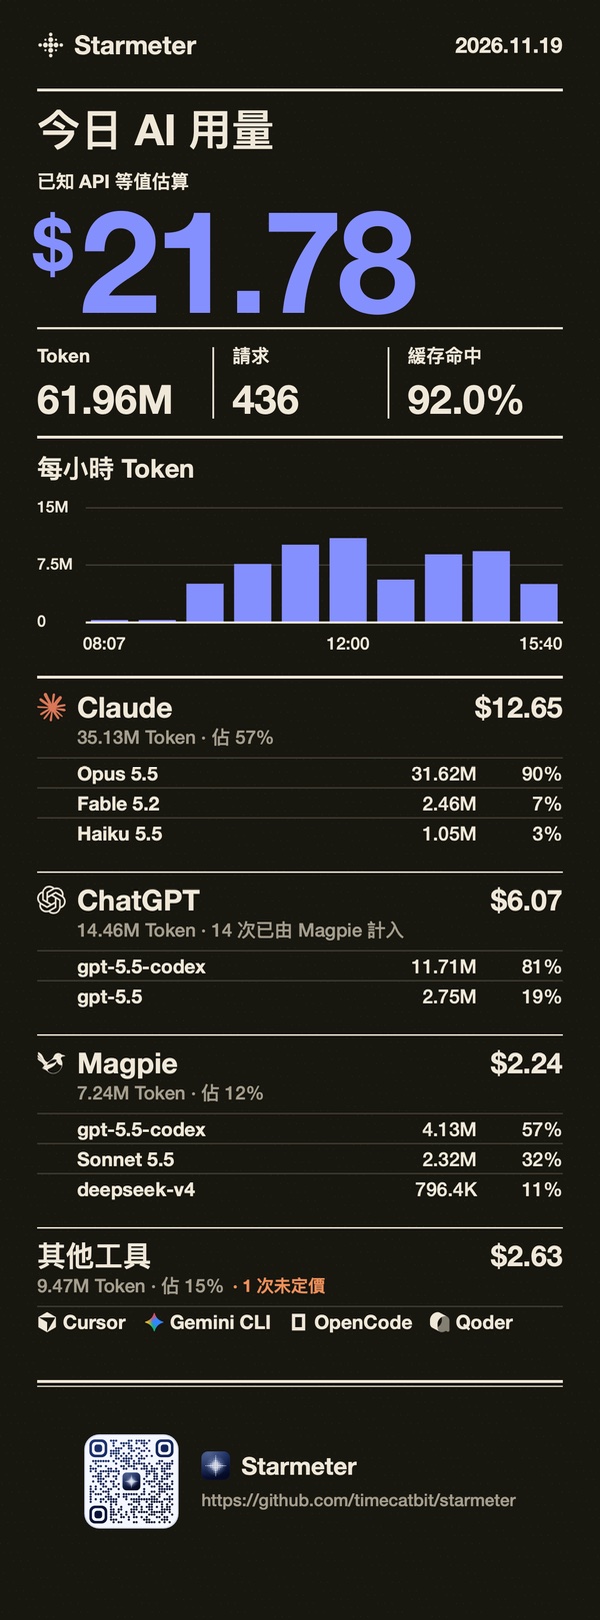 Starmeter 2026.11.19
今日 AI 用量
已知 API 等值估算
$21.78
Token 請求 緩存命中
61.96M 436 92.0%
每小時 Token
15M
7.5M
0
08:07 12:00 15:40
Claude $12.65
35.13M Token · 佔 57%
Opus 5.5 31.62M 90%
Fable 5.2 2.46M 7%
Haiku 5.5 1.05M 3%
ChatGPT $6.07
14.46M Token · 14 次已由 Magpie 計入
gpt-5.5-codex 11.71M 81%
gpt-5.5 2.75M 19%
Magpie $2.24
7.24M Token · 佔 12%
gpt-5.5-codex 4.13M 57%
Sonnet 5.5 2.32M 32%
deepseek-v4 796.4K 11%
其他工具 $2.63
9.47M Token · 佔 15% · 1 次未定價
Cursor Gemini CLI OpenCode Qoder
Starmeter
https://github.com/timecatbit/starmeter